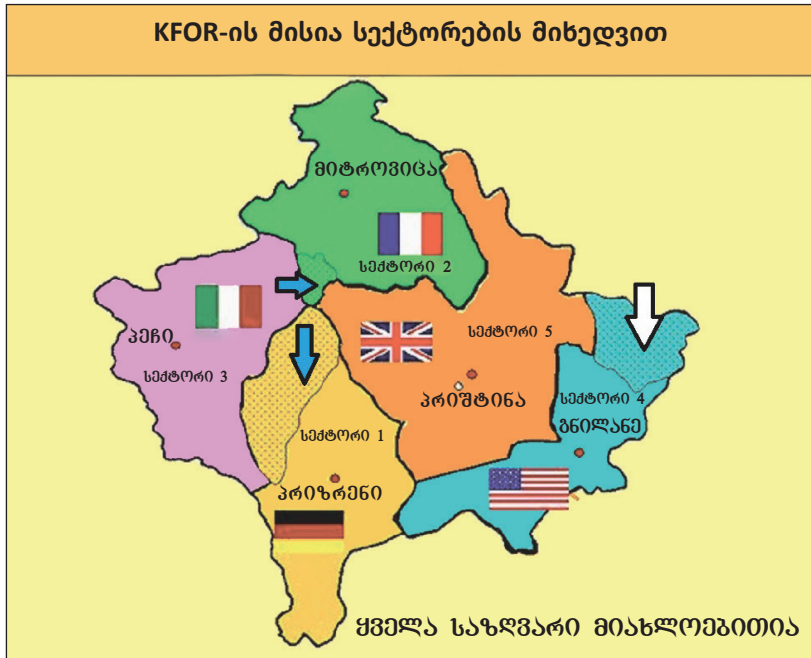 KFOR-ის მისია სექტორების მიხედვით
მიტროვიცა
სექტორი 2
პეჩი
სექტორი 3
სექტორი 5
პრიშტინა
სექტორი 4
გნილანე
სექტორი 1
პრიზრენი
ყველა საზღვარი მიახლოებითია